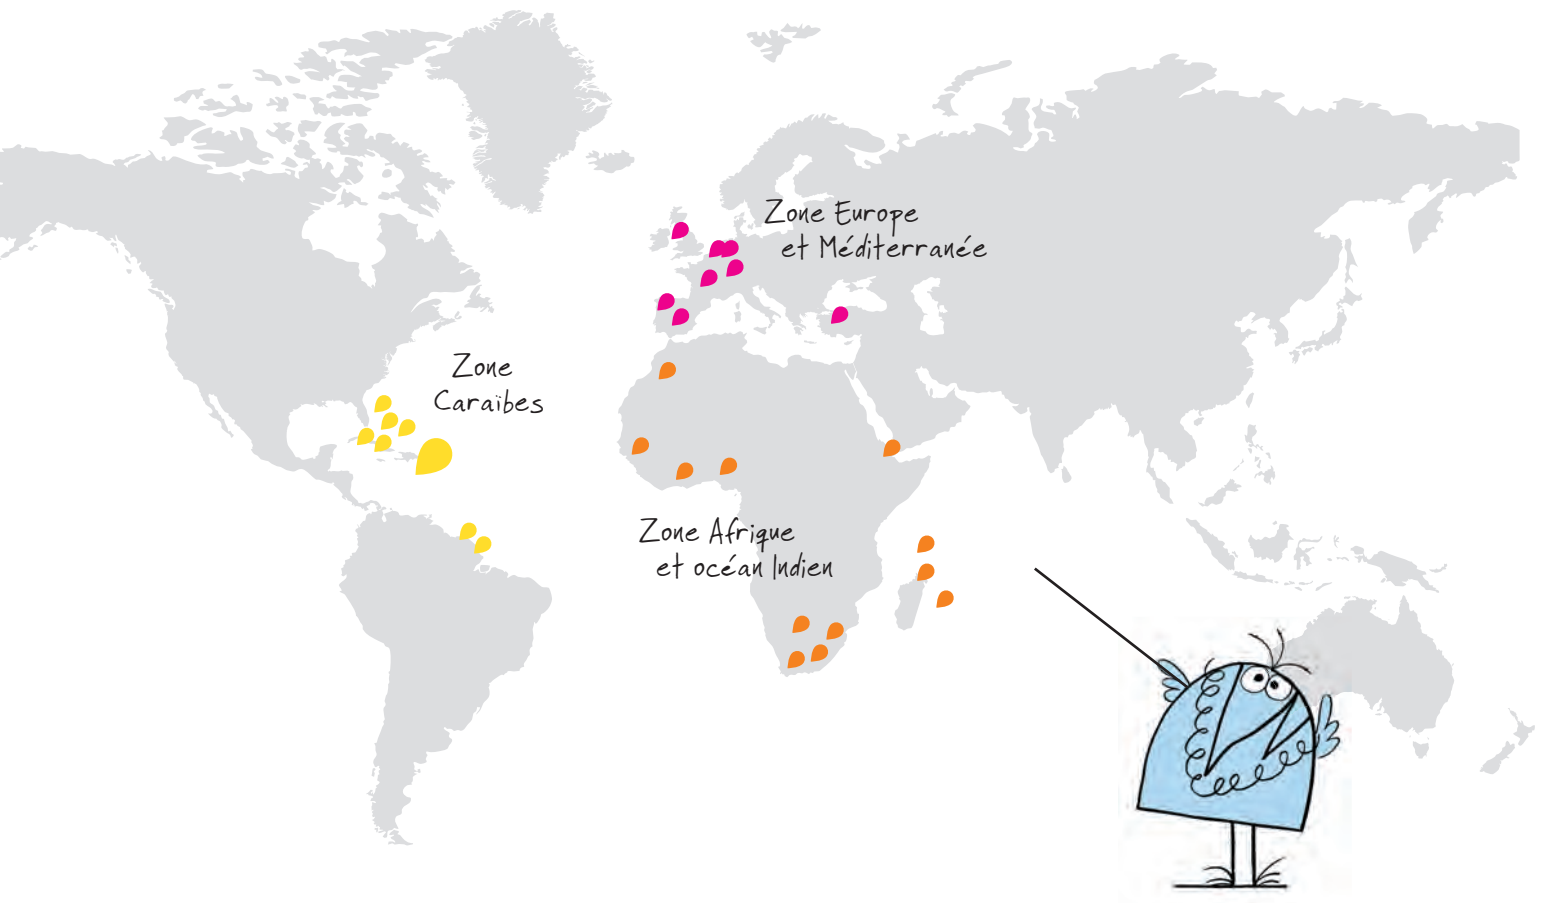 Zone Europe
et Méditerranée
Zone
Caraïbes
Zone Afrique
et océan Indien